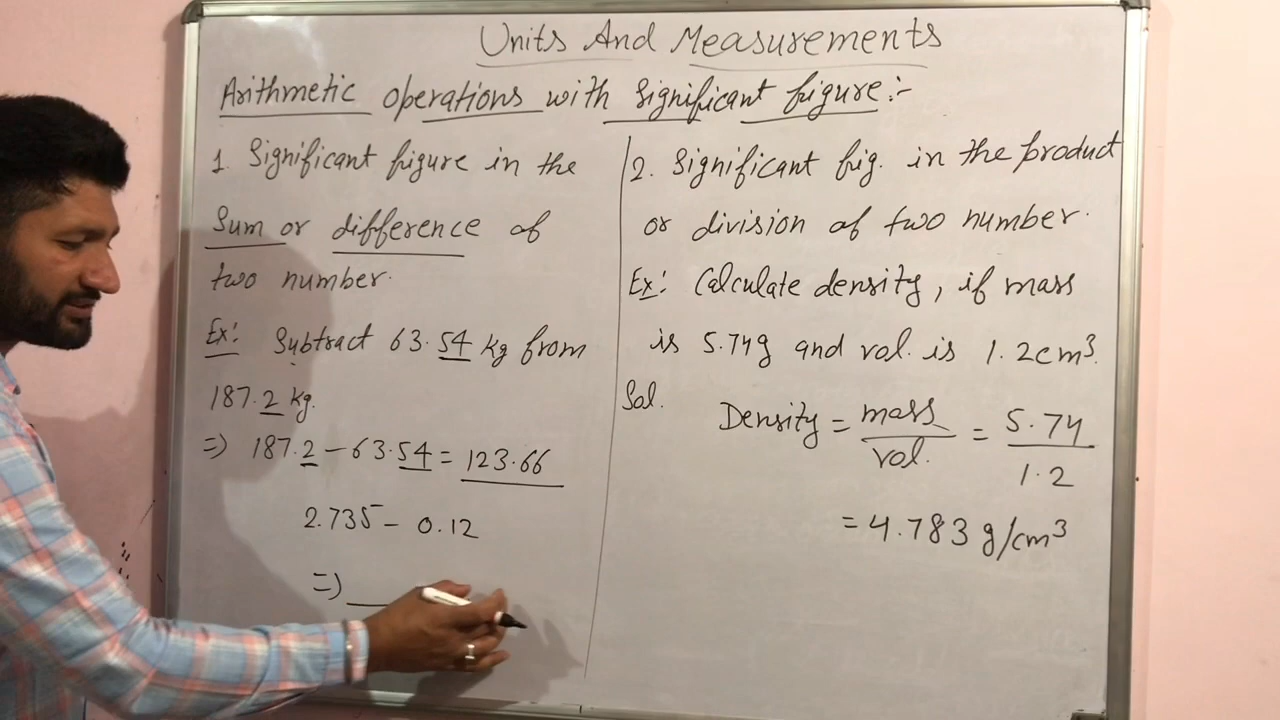 Units And Measurements
Arithmetic operations with Significant figure:-
1. Significant figure in the
Sum or difference of
two number.
Ex: Subtract 63.54 kg from
187.2 kg.
=) 187.2 - 63.54 = 123.66
2.735 - 0.12
=)
2. Significant fig. in the product
or division of two number.
Ex: Calculate density, if mass
is 5.74g and vol. is 1.2cm³.
Sol.
Density = mass/vol. = 5.74/1.2
= 4.783 g/cm³